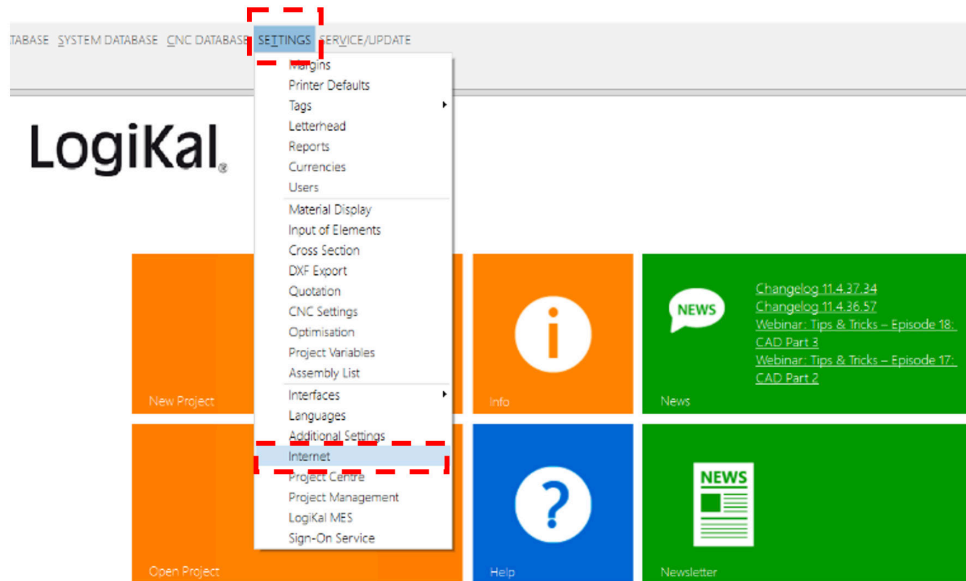 TABASE SYSTEM DATABASE CNC DATABASE SETTINGS SERVICE/UPDATE
Margins
Printer Defaults
Tags
Letterhead
Reports
Currencies
Users
Material Display
Input of Elements
Cross Section
DXF Export
Quotation
CNC Settings
Optimisation
Project Variables
Assembly List
Interfaces
Languages
Additional Settings
Internet
Project Centre
Project Management
LogiKal MES
Sign-On Service
LogiKal®
New Project
Info
NEWS
Changelog 11.4.37.34
Changelog 11.4.36.57
Webinar: Tips & Tricks – Episode 18:
CAD Part 3
Webinar: Tips & Tricks – Episode 17:
CAD Part 2
News
Open Project
?
Help
NEWS
Newsletter